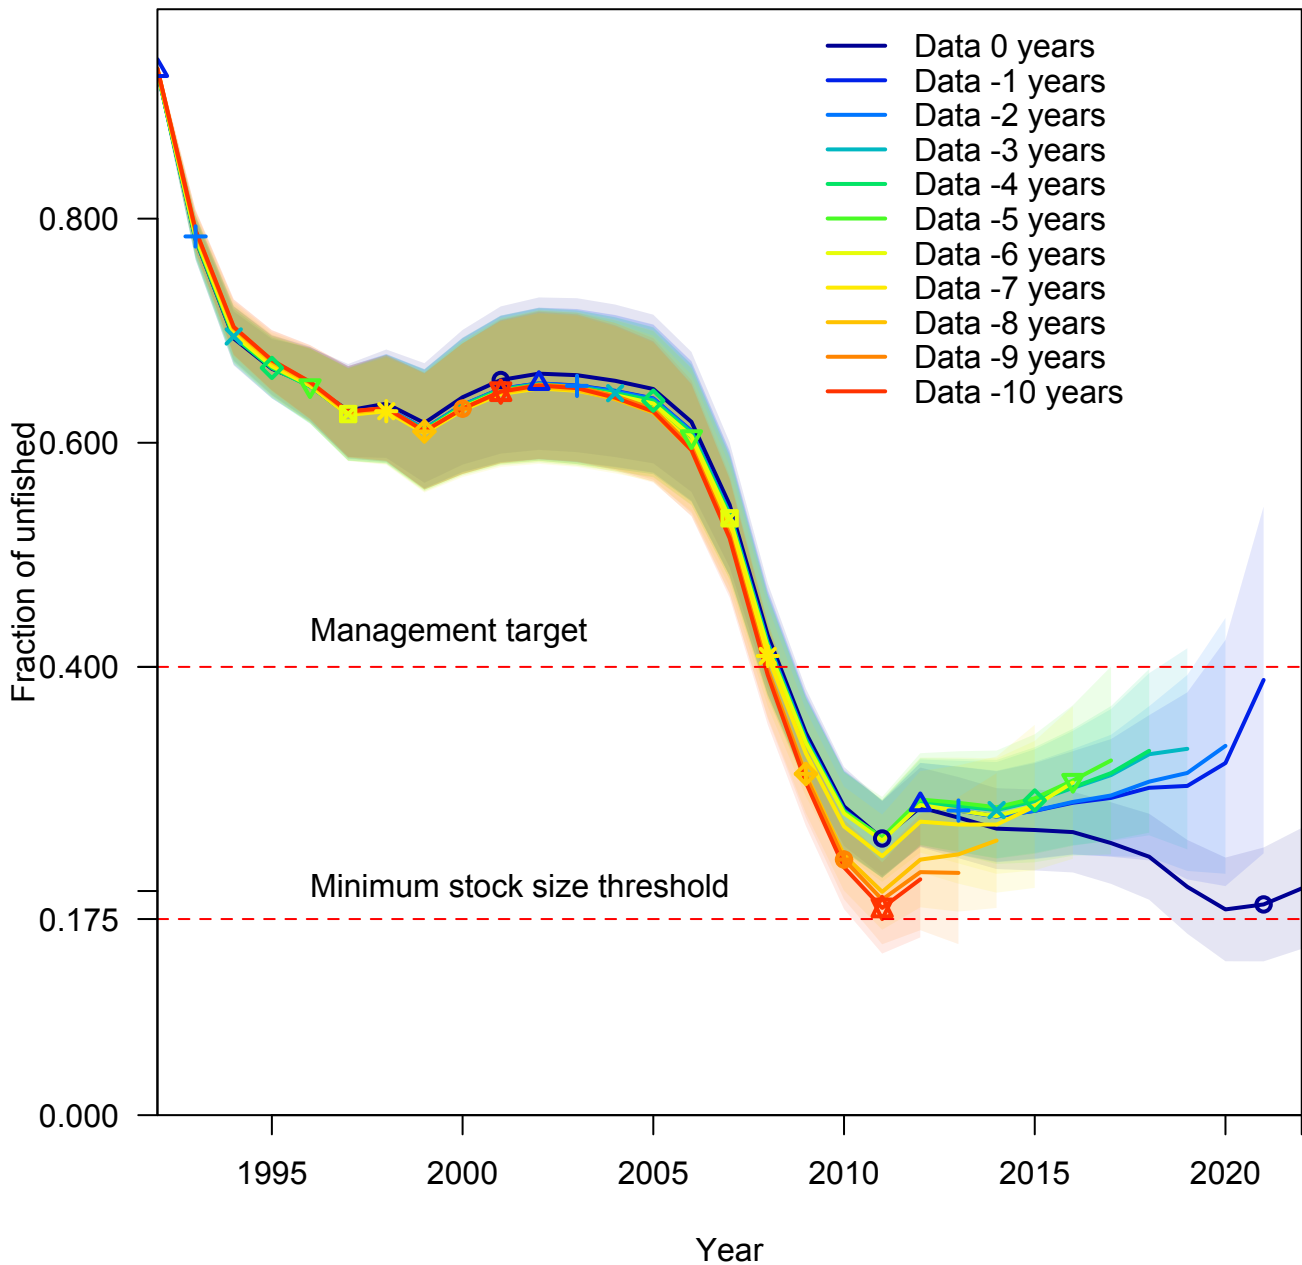 Data 0 years
Data -1 years
Data -2 years
Data -3 years
Data -4 years
Data -5 years
Data -6 years
Data -7 years
Data -8 years
Data -9 years
Data -10 years
0.800
0.600
0.400
0.175
0.000
Fraction of unfished
Management target
Minimum stock size threshold
1995
2000
2005
2010
2015
2020
Year